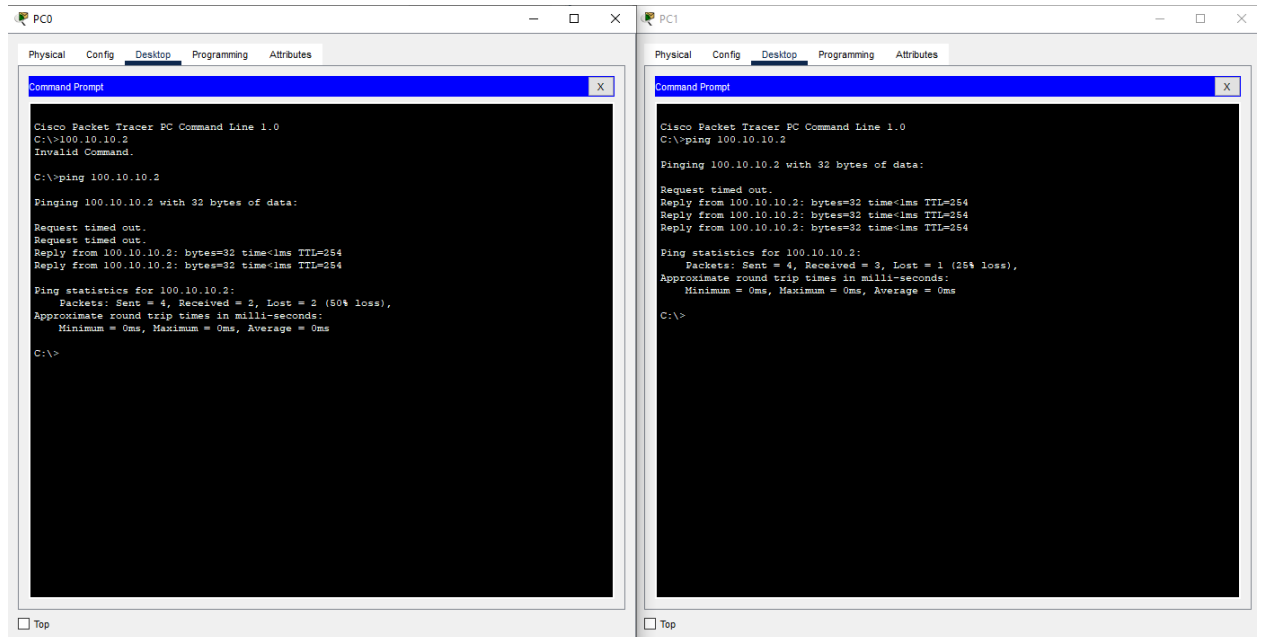 PC0
Physical Config Desktop Programming Attributes
Command Prompt X
Cisco Packet Tracer PC Command Line 1.0
C:\>100.10.10.2
Invalid Command.
C:\>ping 100.10.10.2
Pinging 100.10.10.2 with 32 bytes of data:
Request timed out.
Request timed out.
Reply from 100.10.10.2: bytes=32 time<1ms TTL=254
Reply from 100.10.10.2: bytes=32 time<1ms TTL=254
Ping statistics for 100.10.10.2:
Packets: Sent = 4, Received = 2, Lost = 2 (50% loss),
Approximate round trip times in milli-seconds:
Minimum = 0ms, Maximum = 0ms, Average = 0ms
C:\>
Top
PC1
Physical Config Desktop Programming Attributes
Command Prompt X
Cisco Packet Tracer PC Command Line 1.0
C:\>ping 100.10.10.2
Pinging 100.10.10.2 with 32 bytes of data:
Request timed out.
Reply from 100.10.10.2: bytes=32 time<1ms TTL=254
Reply from 100.10.10.2: bytes=32 time<1ms TTL=254
Reply from 100.10.10.2: bytes=32 time<1ms TTL=254
Ping statistics for 100.10.10.2:
Packets: Sent = 4, Received = 3, Lost = 1 (25% loss),
Approximate round trip times in milli-seconds:
Minimum = 0ms, Maximum = 0ms, Average = 0ms
C:\>
Top